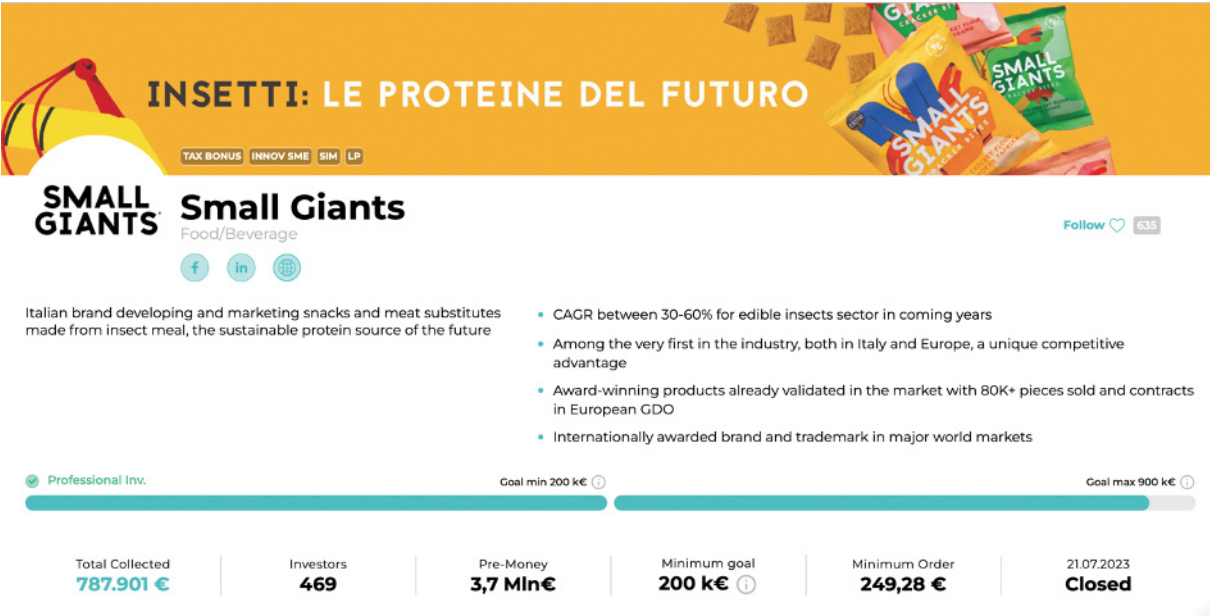 INSETTI: LE PROTEINE DEL FUTURO
TAX BONUS INNOV SME SIM LP
SMALL
GIANTS
CRACKER BITES
SMALL
GIANTS
CRACKER BITES
SMALL
GIANTS
Small Giants
Food/Beverage
Follow 635
f in
Italian brand developing and marketing snacks and meat substitutes
made from insect meal, the sustainable protein source of the future
• CAGR between 30-60% for edible insects sector in coming years
• Among the very first in the industry, both in Italy and Europe, a unique competitive
advantage
• Award-winning products already validated in the market with 80K+ pieces sold and contracts
in European GDO
• Internationally awarded brand and trademark in major world markets
Professional Inv.
Goal min 200 k€
Goal max 900 k€
Total Collected
787.901 €
Investors
469
Pre-Money
3,7 Mln€
Minimum goal
200 k€
Minimum Order
249,28 €
21.07.2023
Closed